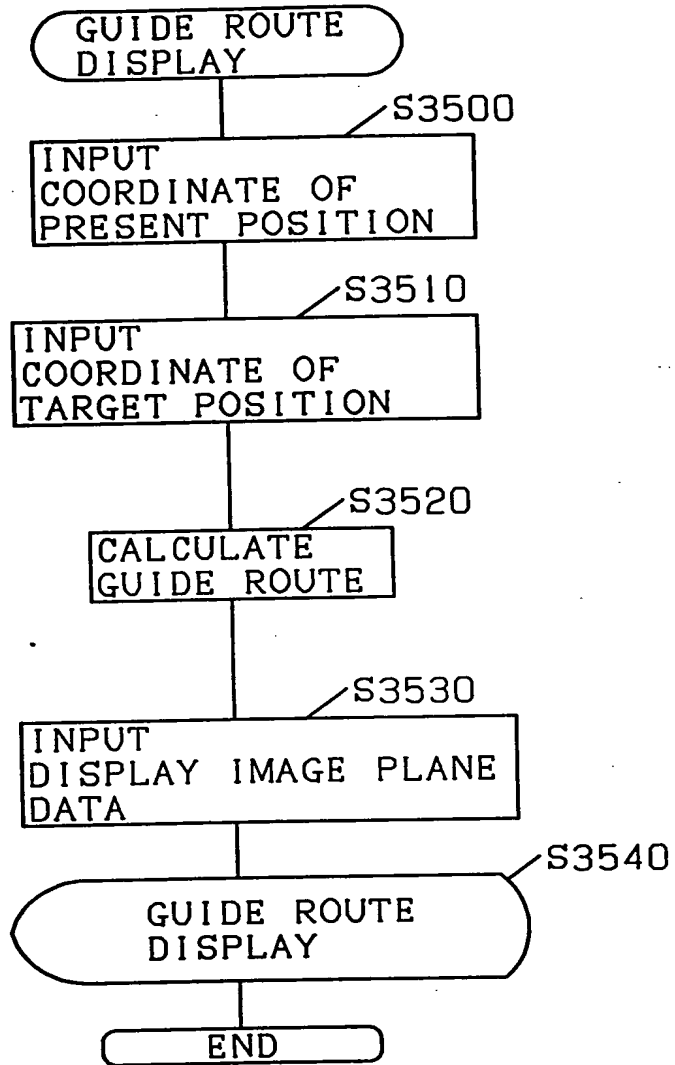 GUIDE ROUTE
DISPLAY
S3500
INPUT
COORDINATE OF
PRESENT POSITION
S3510
INPUT
COORDINATE OF
TARGET POSITION
S3520
CALCULATE
GUIDE ROUTE
S3530
INPUT
DISPLAY IMAGE PLANE
DATA
S3540
GUIDE ROUTE
DISPLAY
END